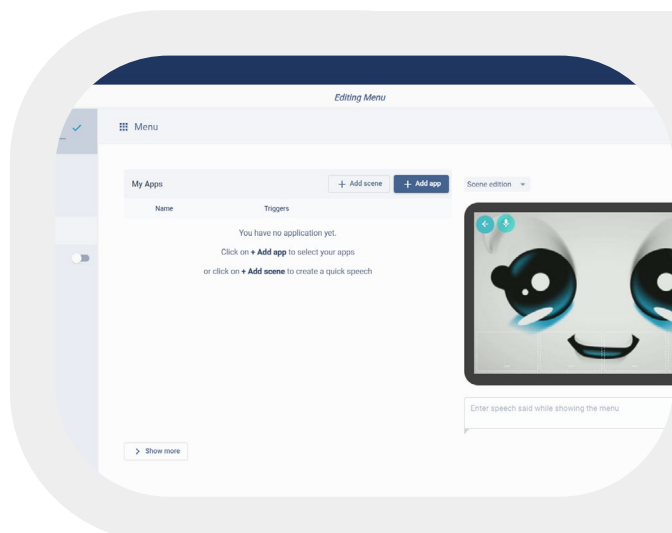 Editing Menu
Menu
My Apps
+ Add scene
+ Add app
Scene edition
Name
Triggers
You have no application yet.
Click on + Add app to select your apps
or click on + Add scene to create a quick speech
Enter speech said while showing the menu
Show more